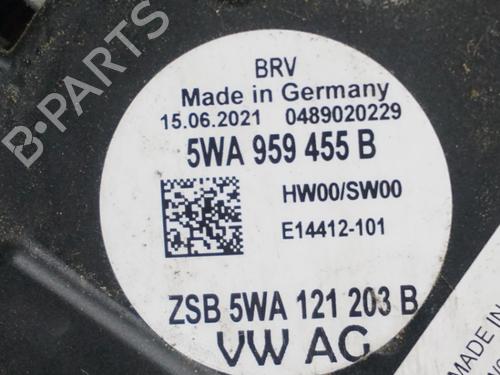 BRV
Made in Germany
15.06.2021 0489020229
5WA 959 455 B
HW00/SW00
E14412-101
ZSB 5WA 121 203 B
VW AG
MADE IN
B-PARTS